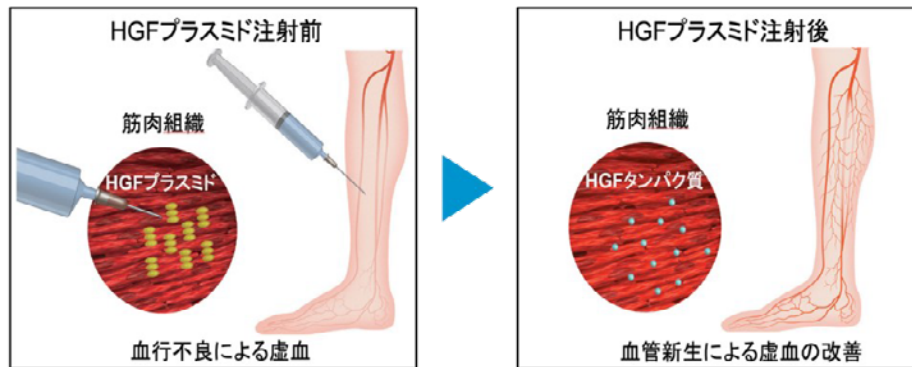 HGFプラスミド注射前
筋肉組織
HGFプラスミド
血行不良による虚血
HGFプラスミド注射後
筋肉組織
HGFタンパク質
血管新生による虚血の改善